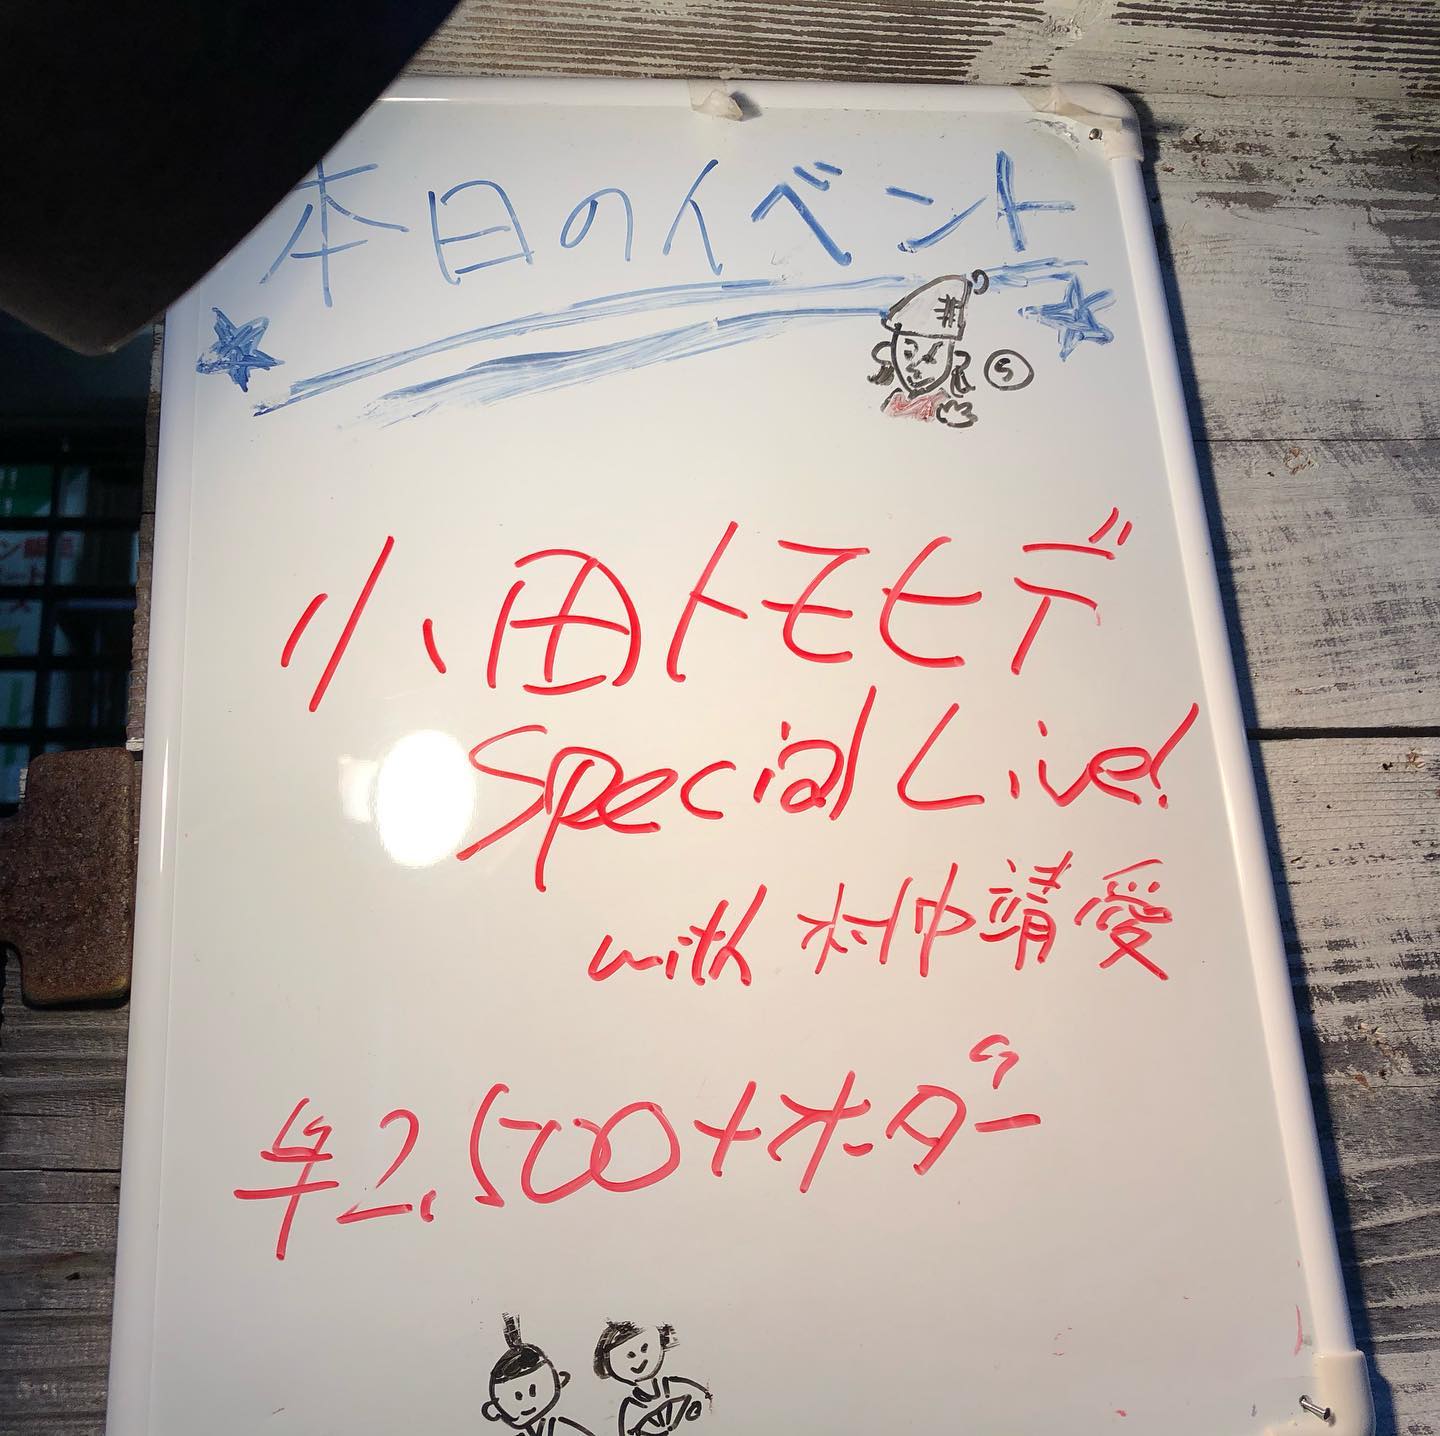 本日のイベント
小田トモヒデ
Special Live!
with 村中靖愛
¥2,500+オーダー